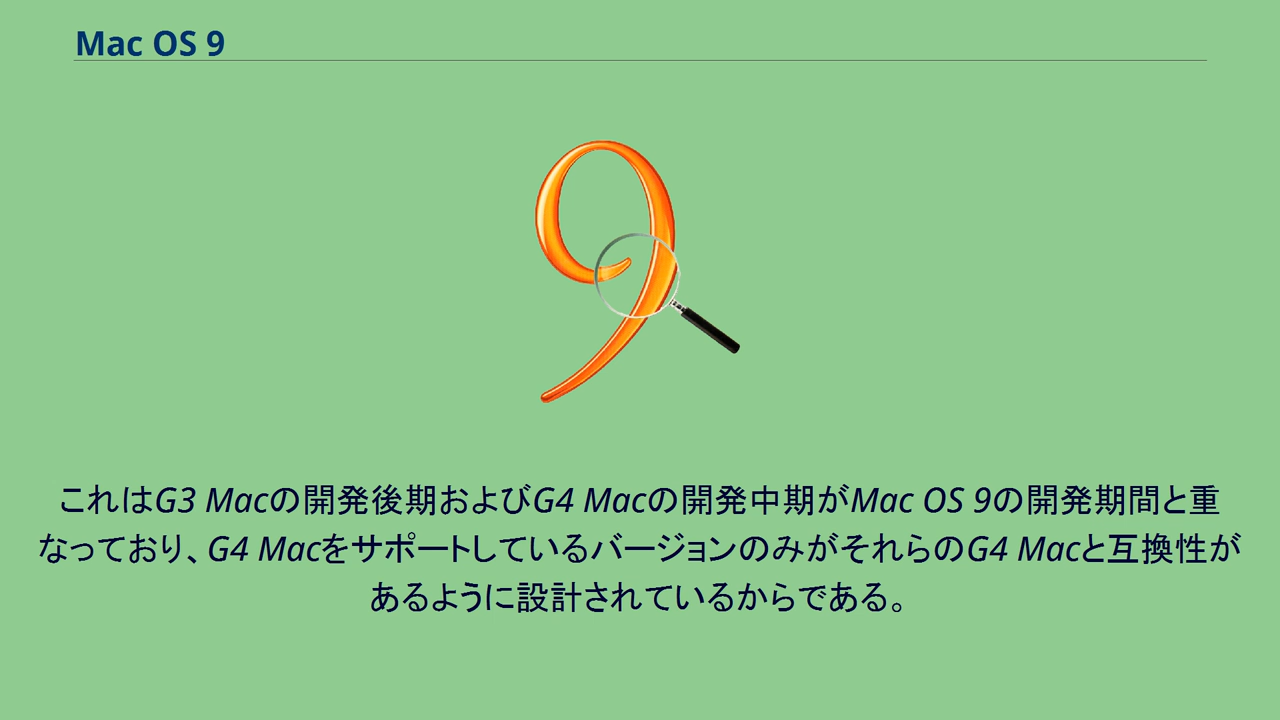 Mac OS 9
これはG3 Macの開発後期およびG4 Macの開発中期がMac OS 9の開発期間と重
なっており、G4 MacをサポートしているバージョンのみがそれらのG4 Macと互換性が
あるように設計されているからである。